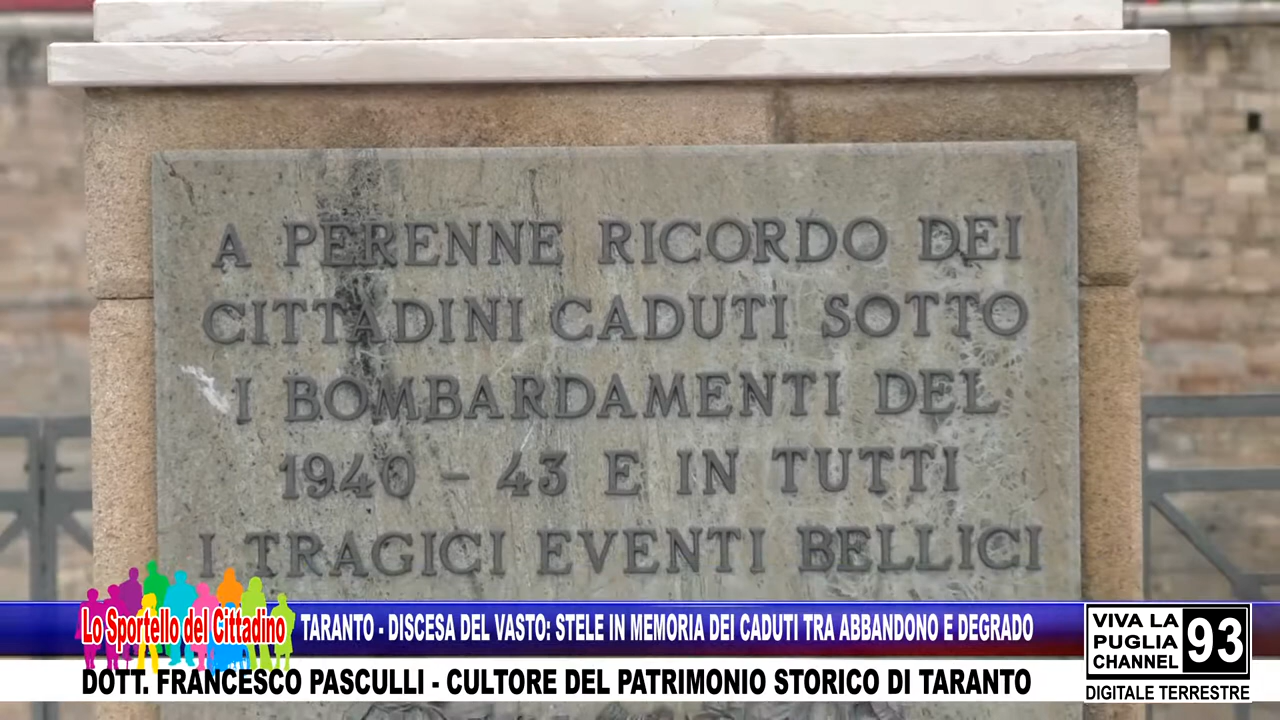 A PERENNE RICORDO DEI
CITTADINI CADUTI SOTTO
I BOMBARDAMENTI DEL
1940 - 43 E IN TUTTI
I TRAGICI EVENTI BELLICI
Lo Sportello del Cittadino
TARANTO - DISCESA DEL VASTO: STELE IN MEMORIA DEI CADUTI TRA ABBANDONO E DEGRADO
DOTT. FRANCESCO PASCULLI - CULTORE DEL PATRIMONIO STORICO DI TARANTO
VIVA LA
PUGLIA
CHANNEL
93
DIGITALE TERRESTRE